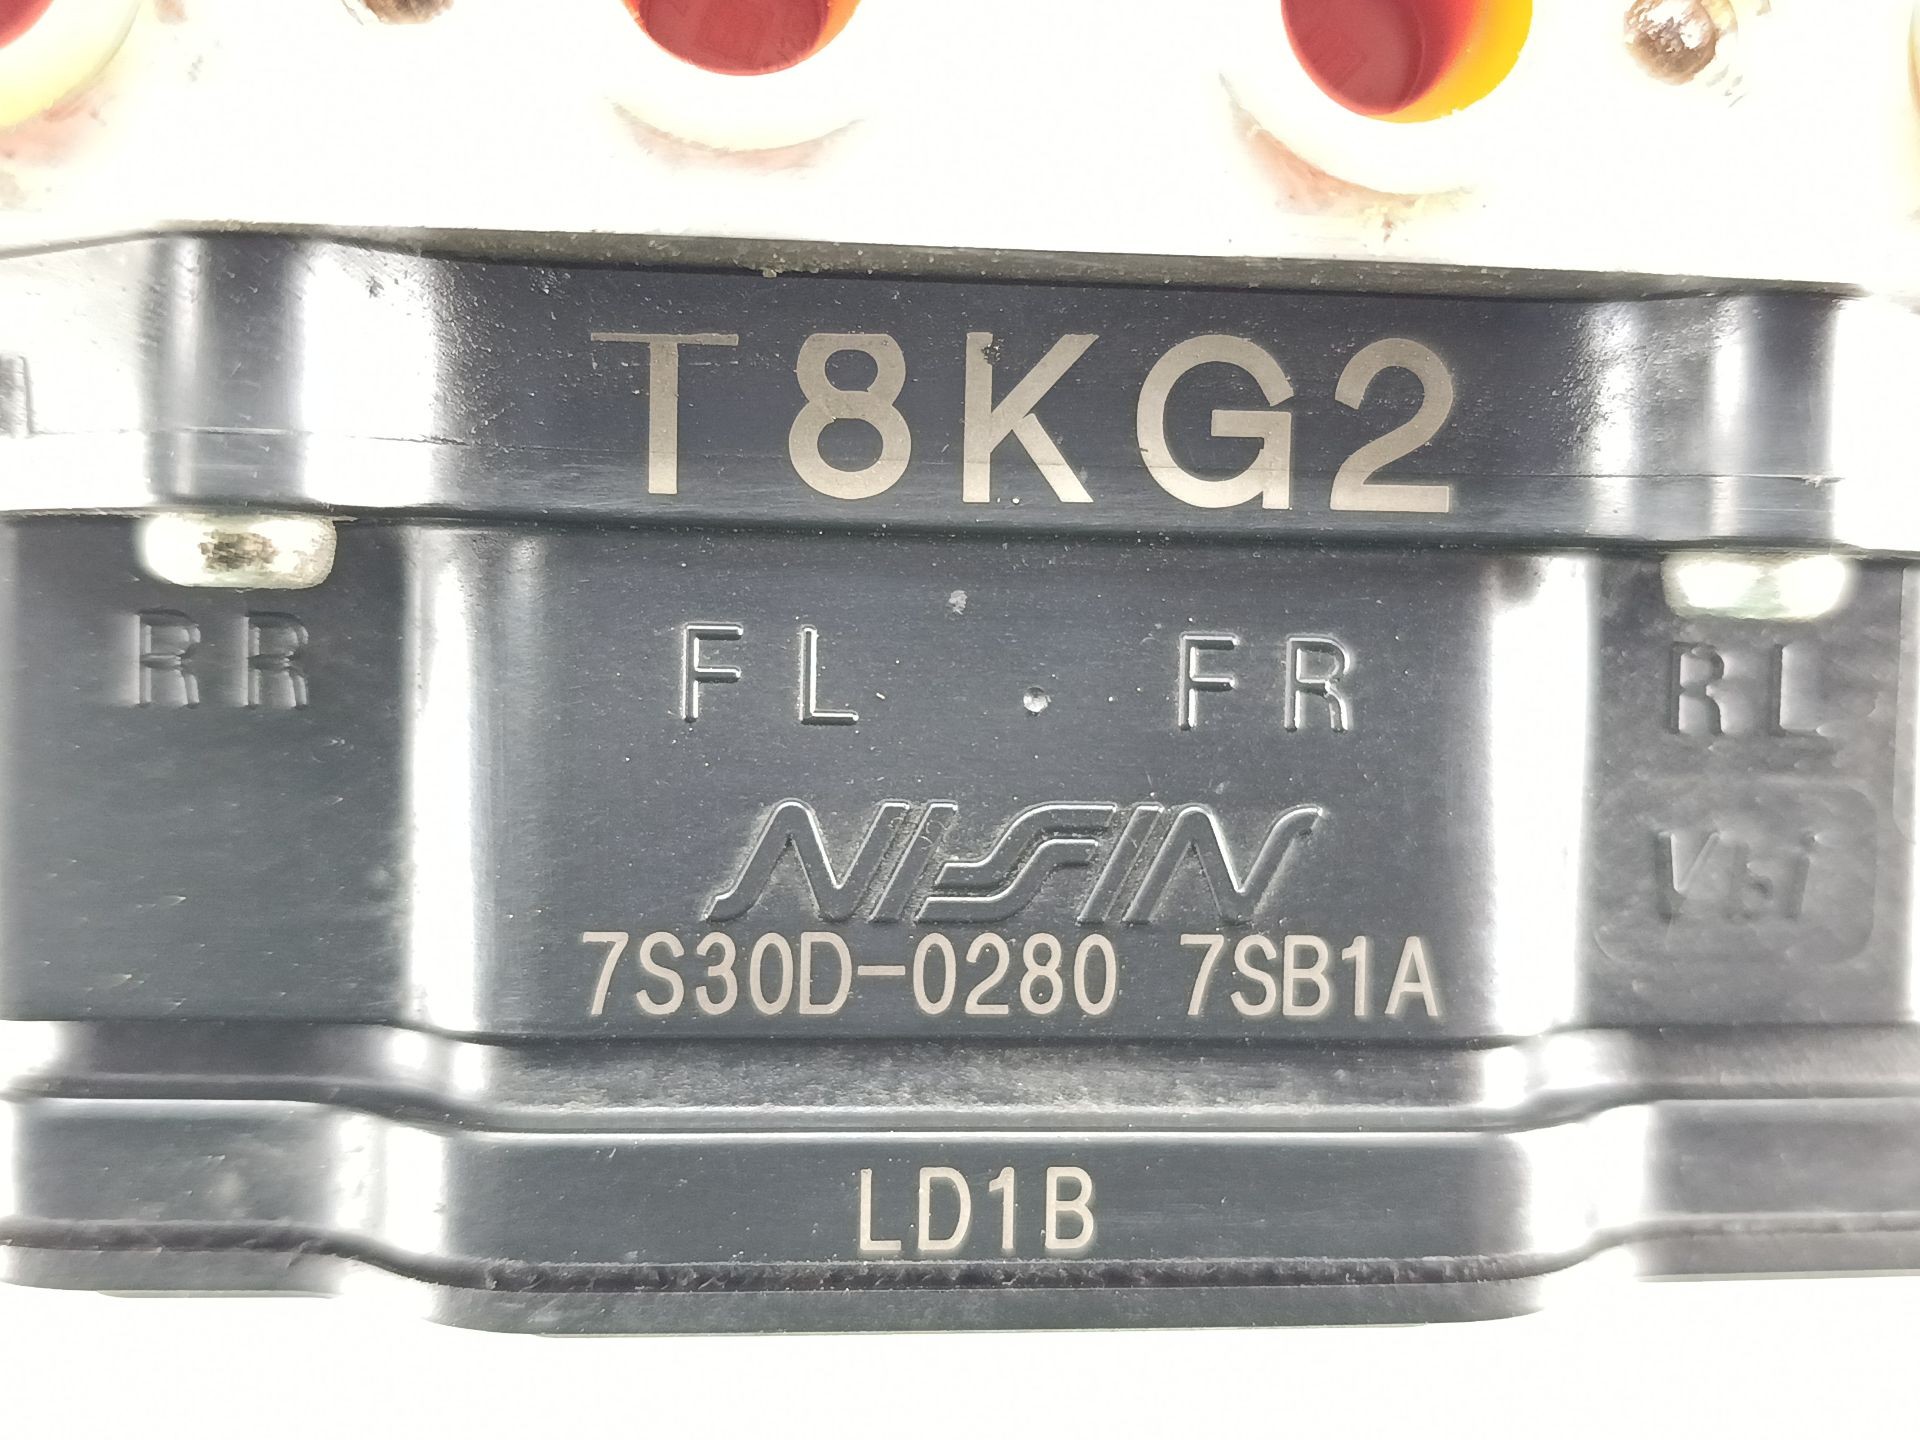 T8KG2
RR FL FR RL
NISSIN
7S30D-0280 7SB1A
LD1B